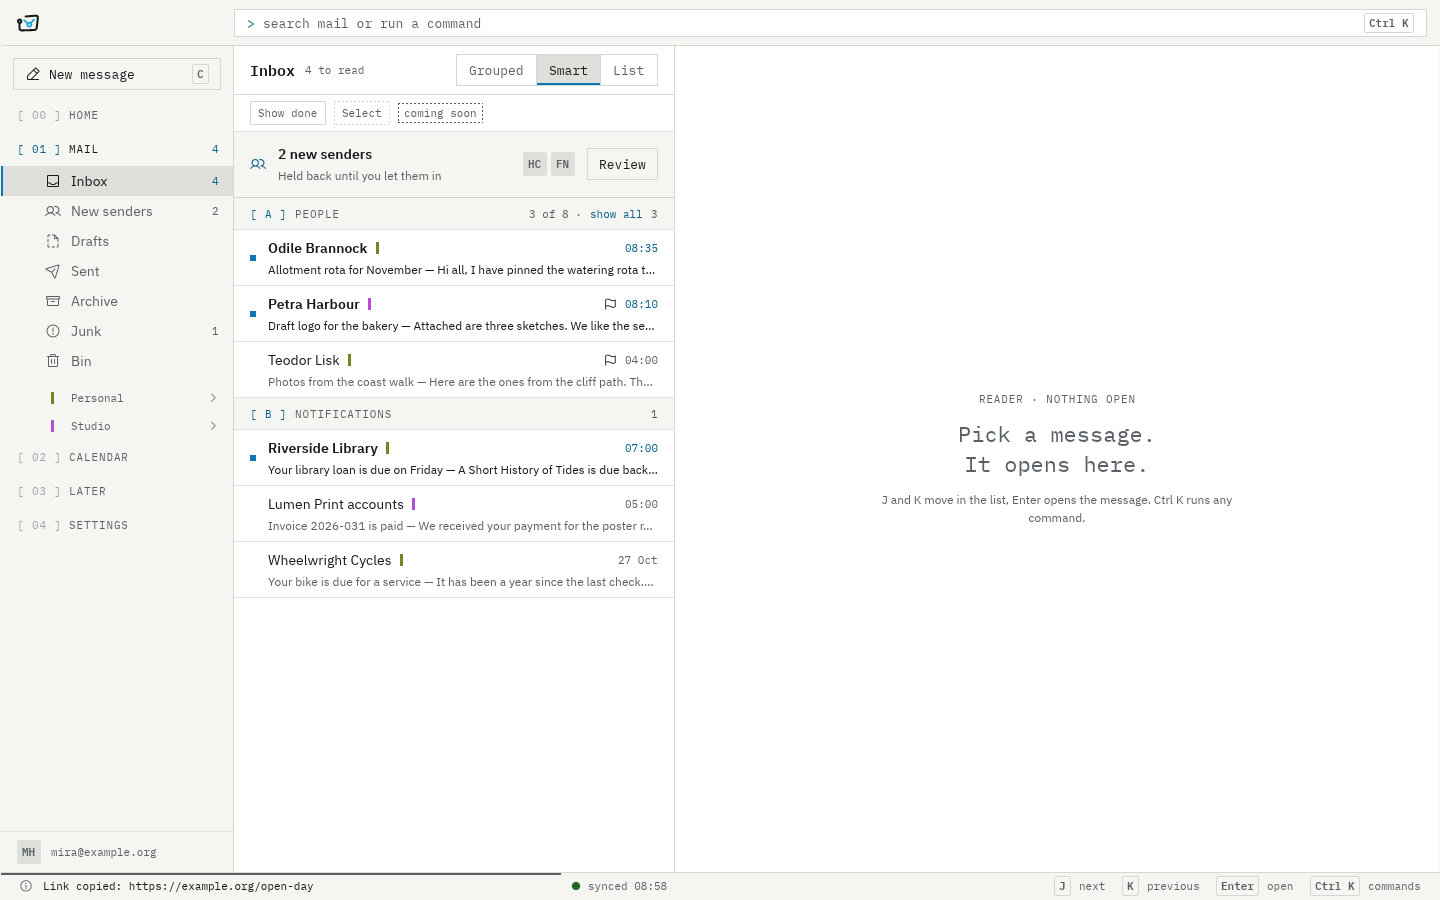 > search mail or run a command
Ctrl K
New message
C
[ 00 ] HOME
[ 01 ] MAIL 4
Inbox 4
New senders 2
Drafts
Sent
Archive
Junk 1
Bin
Personal
Studio
[ 02 ] CALENDAR
[ 03 ] LATER
[ 04 ] SETTINGS
MH mira@example.org
Inbox 4 to read
Grouped Smart List
Show done Select coming soon
2 new senders
Held back until you let them in
HC FN Review
[ A ] PEOPLE 3 of 8 · show all 3
Odile Brannock 08:35
Allotment rota for November — Hi all, I have pinned the watering rota t...
Petra Harbour 08:10
Draft logo for the bakery — Attached are three sketches. We like the se...
Teodor Lisk 04:00
Photos from the coast walk — Here are the ones from the cliff path. Th...
[ B ] NOTIFICATIONS 1
Riverside Library 07:00
Your library loan is due on Friday — A Short History of Tides is due back...
Lumen Print accounts 05:00
Invoice 2026-031 is paid — We received your payment for the poster r...
Wheelwright Cycles 27 Oct
Your bike is due for a service — It has been a year since the last check....
READER · NOTHING OPEN
Pick a message.
It opens here.
J and K move in the list, Enter opens the message. Ctrl K runs any
command.
Link copied: https://example.org/open-day
synced 08:58
J next K previous Enter open Ctrl K commands